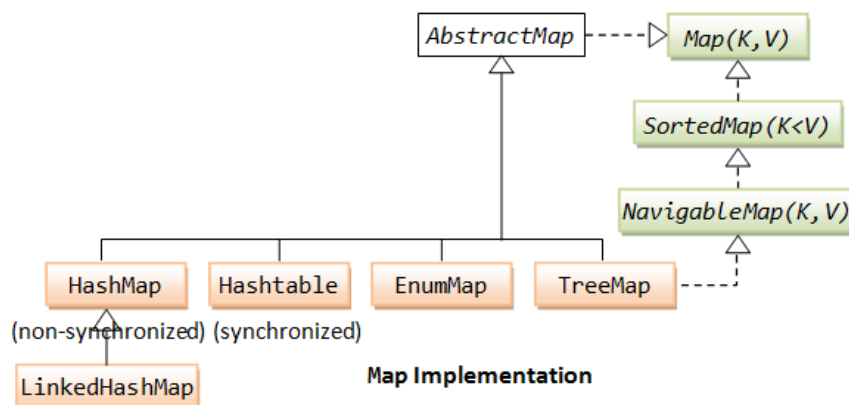 AbstractMap
Map(K,V)
SortedMap(K<V)
NavigableMap(K,V)
HashMap
Hashtable
EnumMap
TreeMap
(non-synchronized)
(synchronized)
LinkedHashMap
Map Implementation